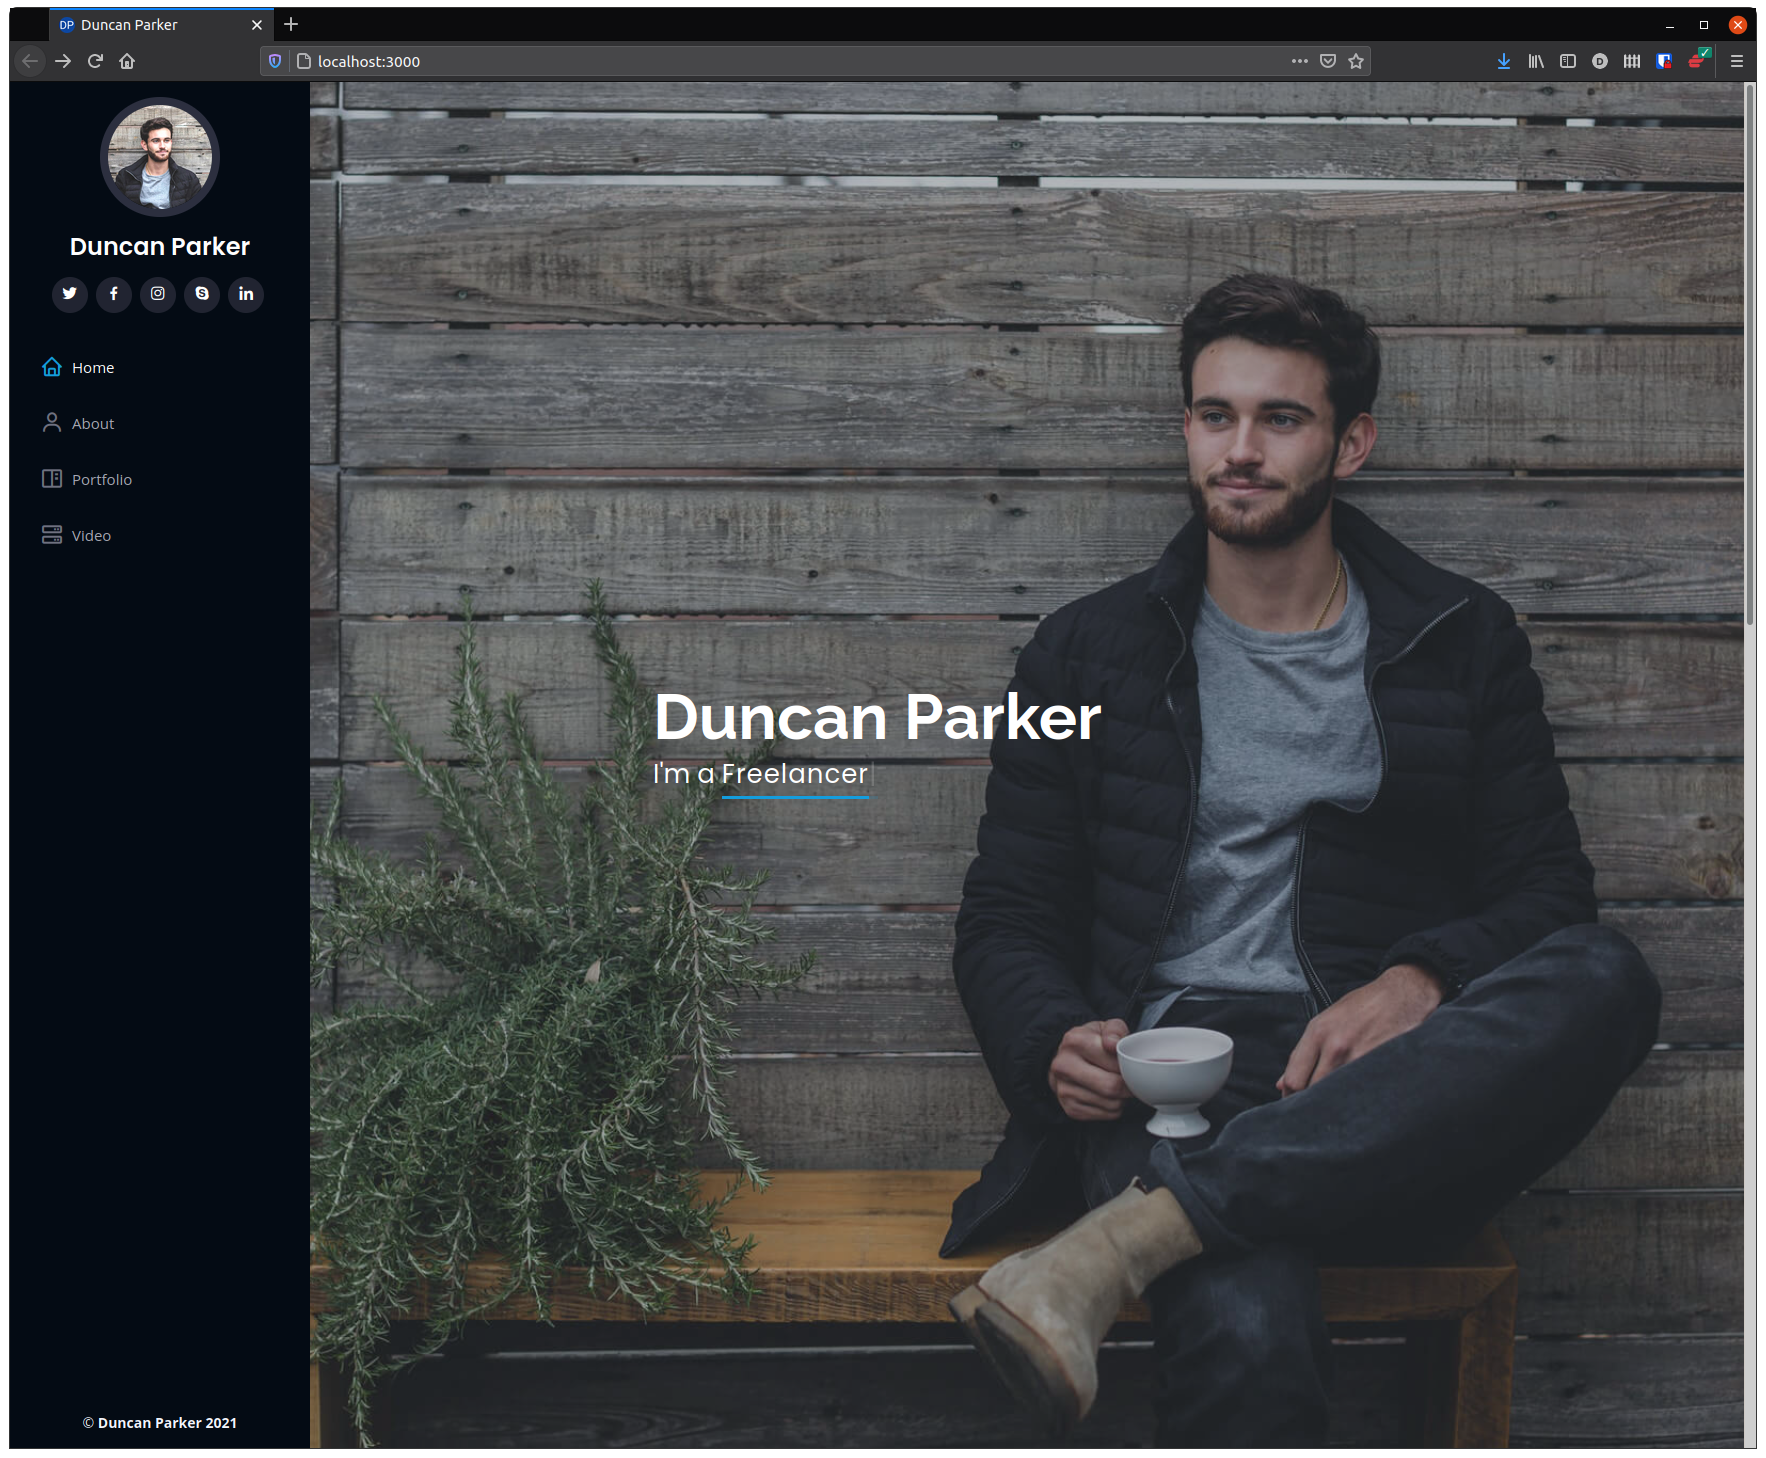 DP Duncan Parker
localhost:3000
D
Duncan Parker
Home
About
Portfolio
Video
Duncan Parker
I'm a Freelancer
© Duncan Parker 2021